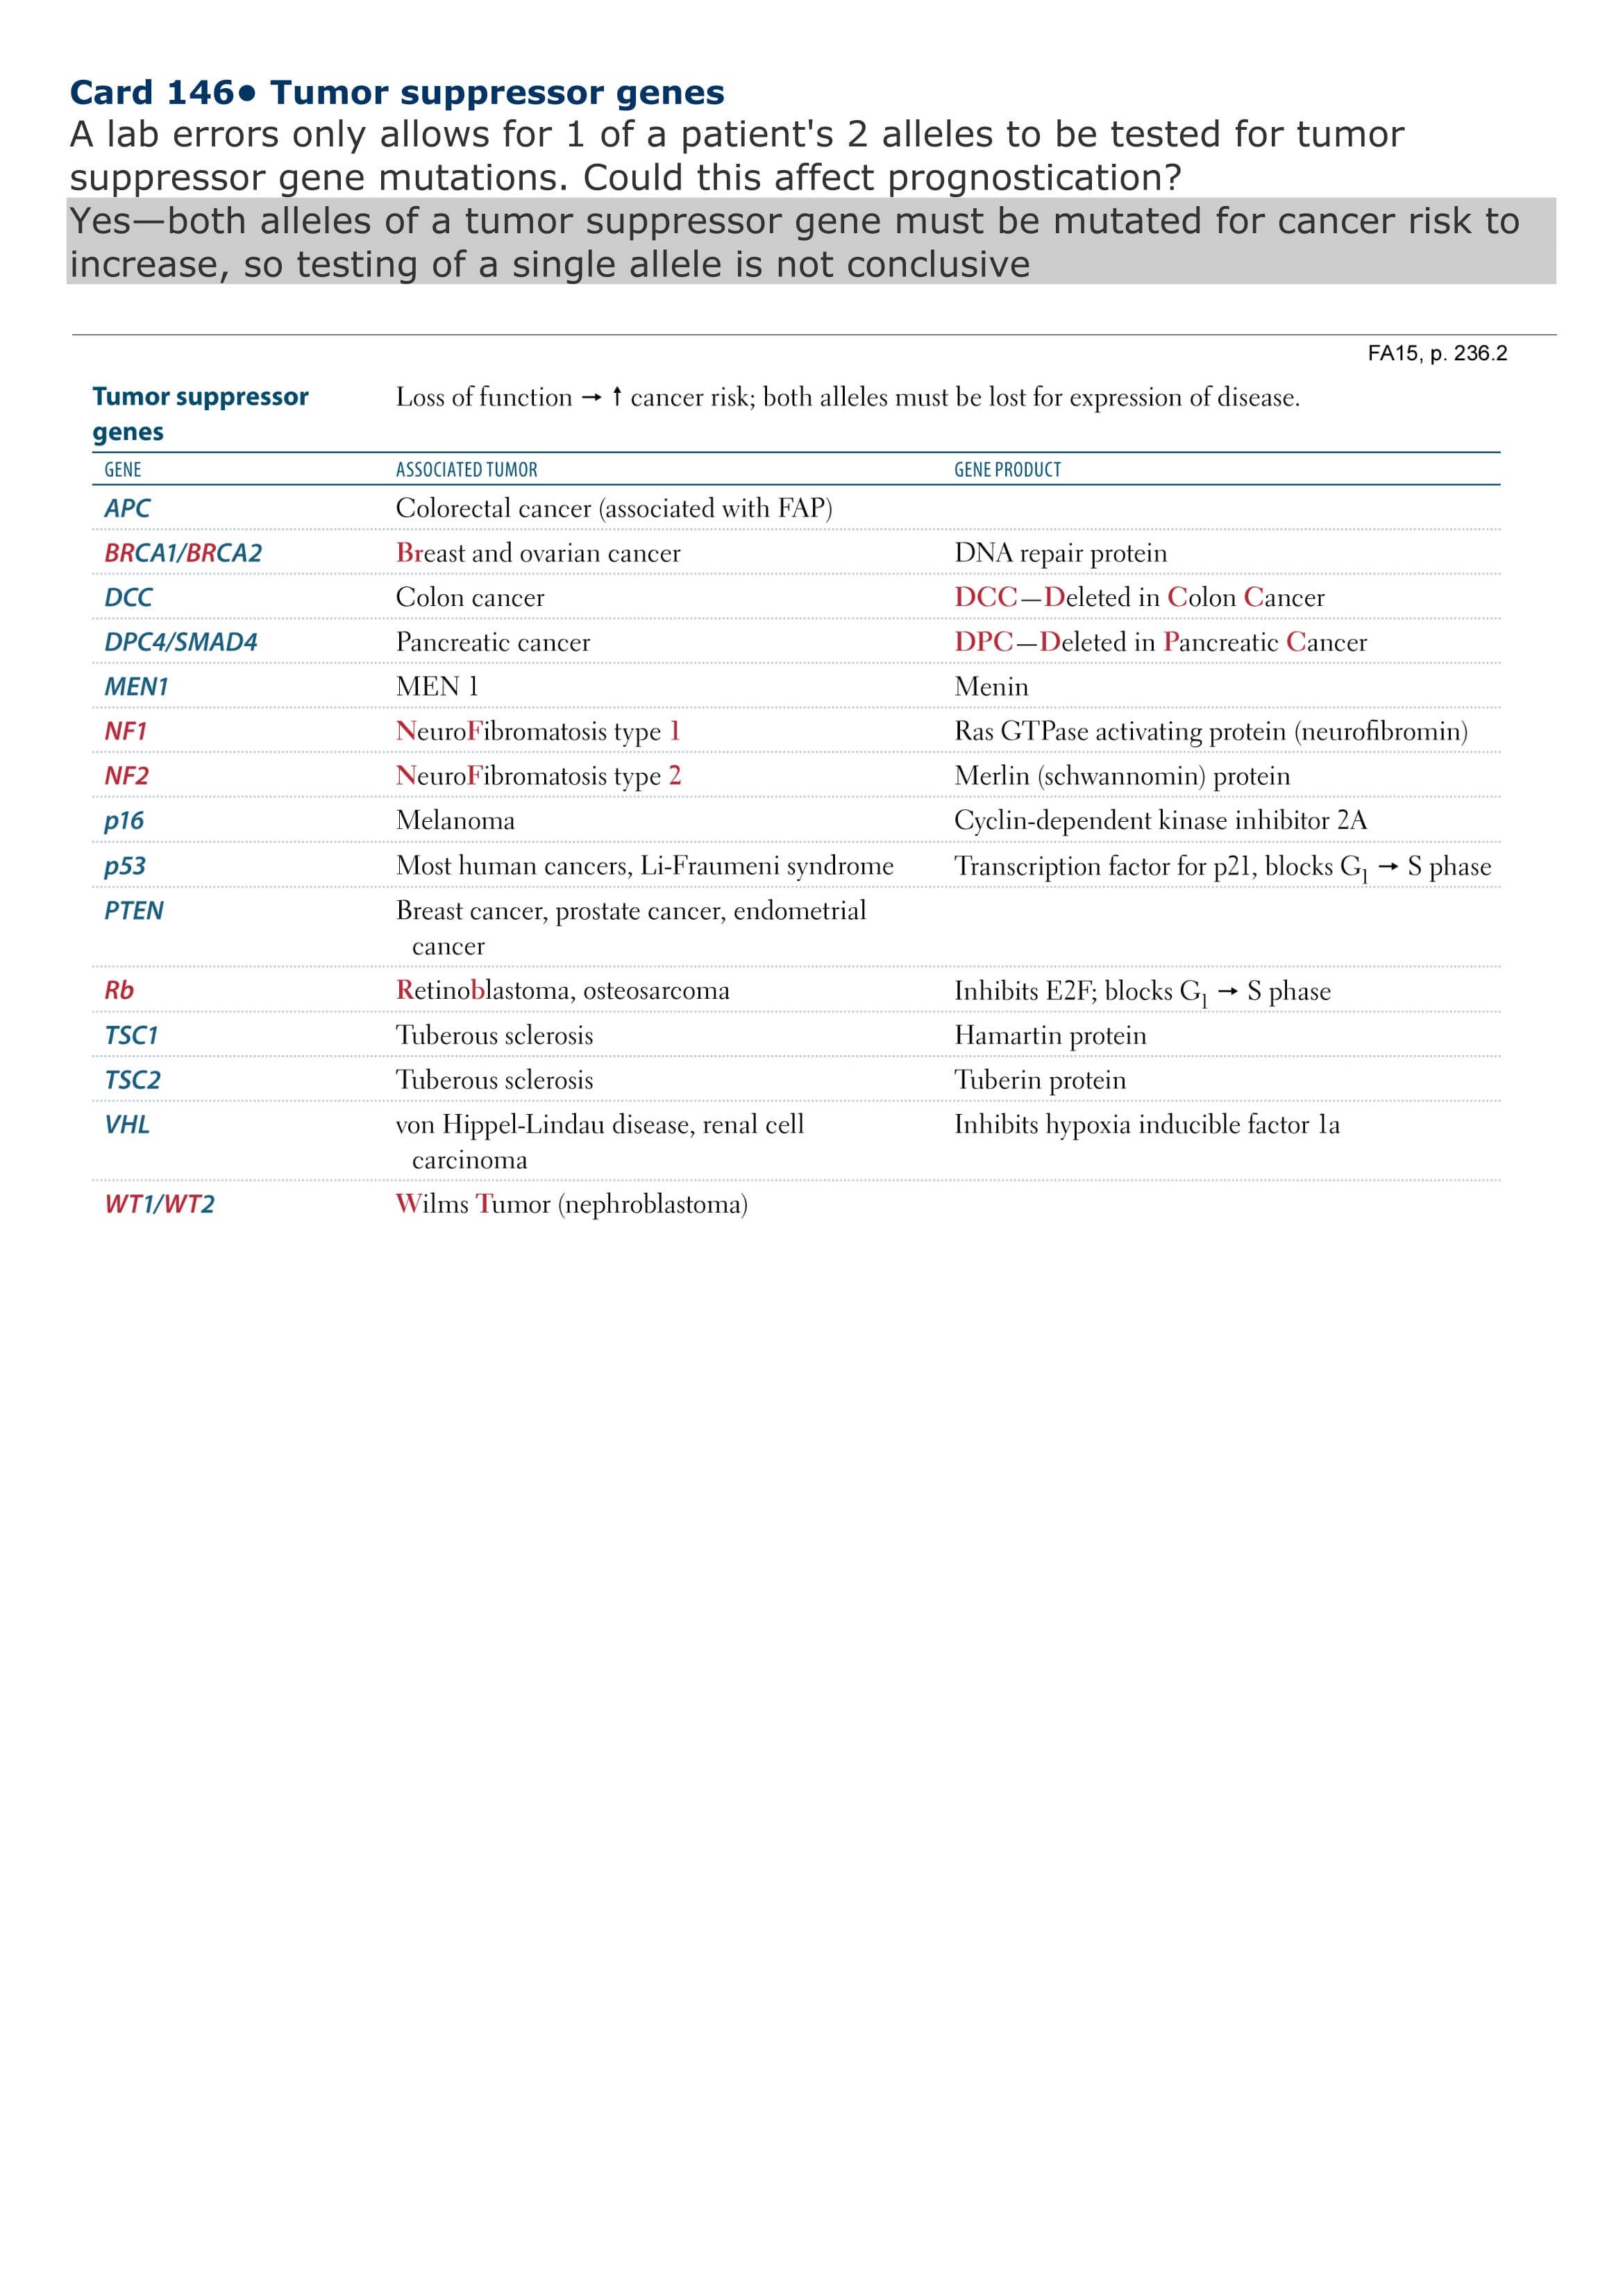 Card 146• Tumor suppressor genes
A lab errors only allows for 1 of a patient's 2 alleles to be tested for tumor
suppressor gene mutations. Could this affect prognostication?
Yes—both alleles of a tumor suppressor gene must be mutated for cancer risk to
increase, so testing of a single allele is not conclusive
FA15, p. 236.2
Tumor suppressor genes Loss of function → ↑ cancer risk; both alleles must be lost for expression of disease.
GENE ASSOCIATED TUMOR GENE PRODUCT
APC Colorectal cancer (associated with FAP)
BRCA1/BRCA2 Breast and ovarian cancer DNA repair protein
DCC Colon cancer DCC—Deleted in Colon Cancer
DPC4/SMAD4 Pancreatic cancer DPC—Deleted in Pancreatic Cancer
MEN1 MEN 1 Menin
NF1 NeuroFibromatosis type 1 Ras GTPase activating protein (neurofibromin)
NF2 NeuroFibromatosis type 2 Merlin (schwannomin) protein
p16 Melanoma Cyclin-dependent kinase inhibitor 2A
p53 Most human cancers, Li-Fraumeni syndrome Transcription factor for p21, blocks G1 → S phase
PTEN Breast cancer, prostate cancer, endometrial
cancer
Rb Retinoblastoma, osteosarcoma Inhibits E2F; blocks G1 → S phase
TSC1 Tuberous sclerosis Hamartin protein
TSC2 Tuberous sclerosis Tuberin protein
VHL von Hippel-Lindau disease, renal cell Inhibits hypoxia inducible factor 1a
carcinoma
WT1/WT2 Wilms Tumor (nephroblastoma)